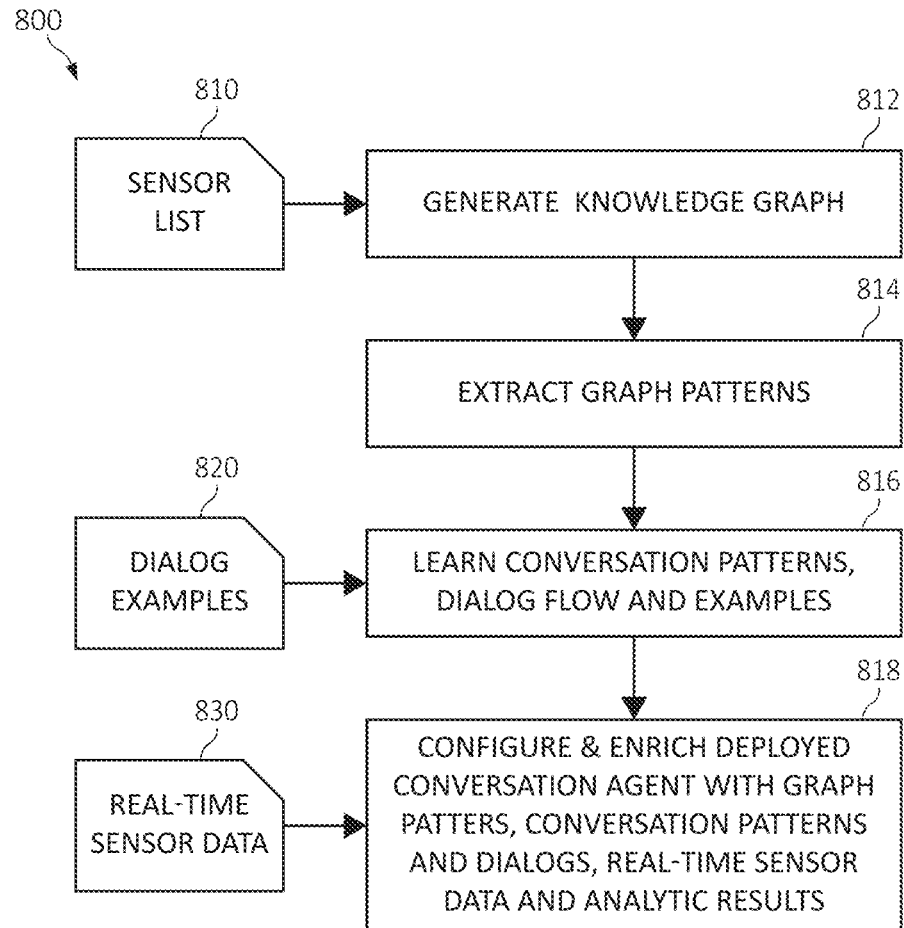 800
810
SENSOR
LIST
812
GENERATE KNOWLEDGE GRAPH
814
EXTRACT GRAPH PATTERNS
820
DIALOG
EXAMPLES
816
LEARN CONVERSATION PATTERNS,
DIALOG FLOW AND EXAMPLES
830
REAL-TIME
SENSOR DATA
818
CONFIGURE & ENRICH DEPLOYED
CONVERSATION AGENT WITH GRAPH
PATTERS, CONVERSATION PATTERNS
AND DIALOGS, REAL-TIME SENSOR
DATA AND ANALYTIC RESULTS